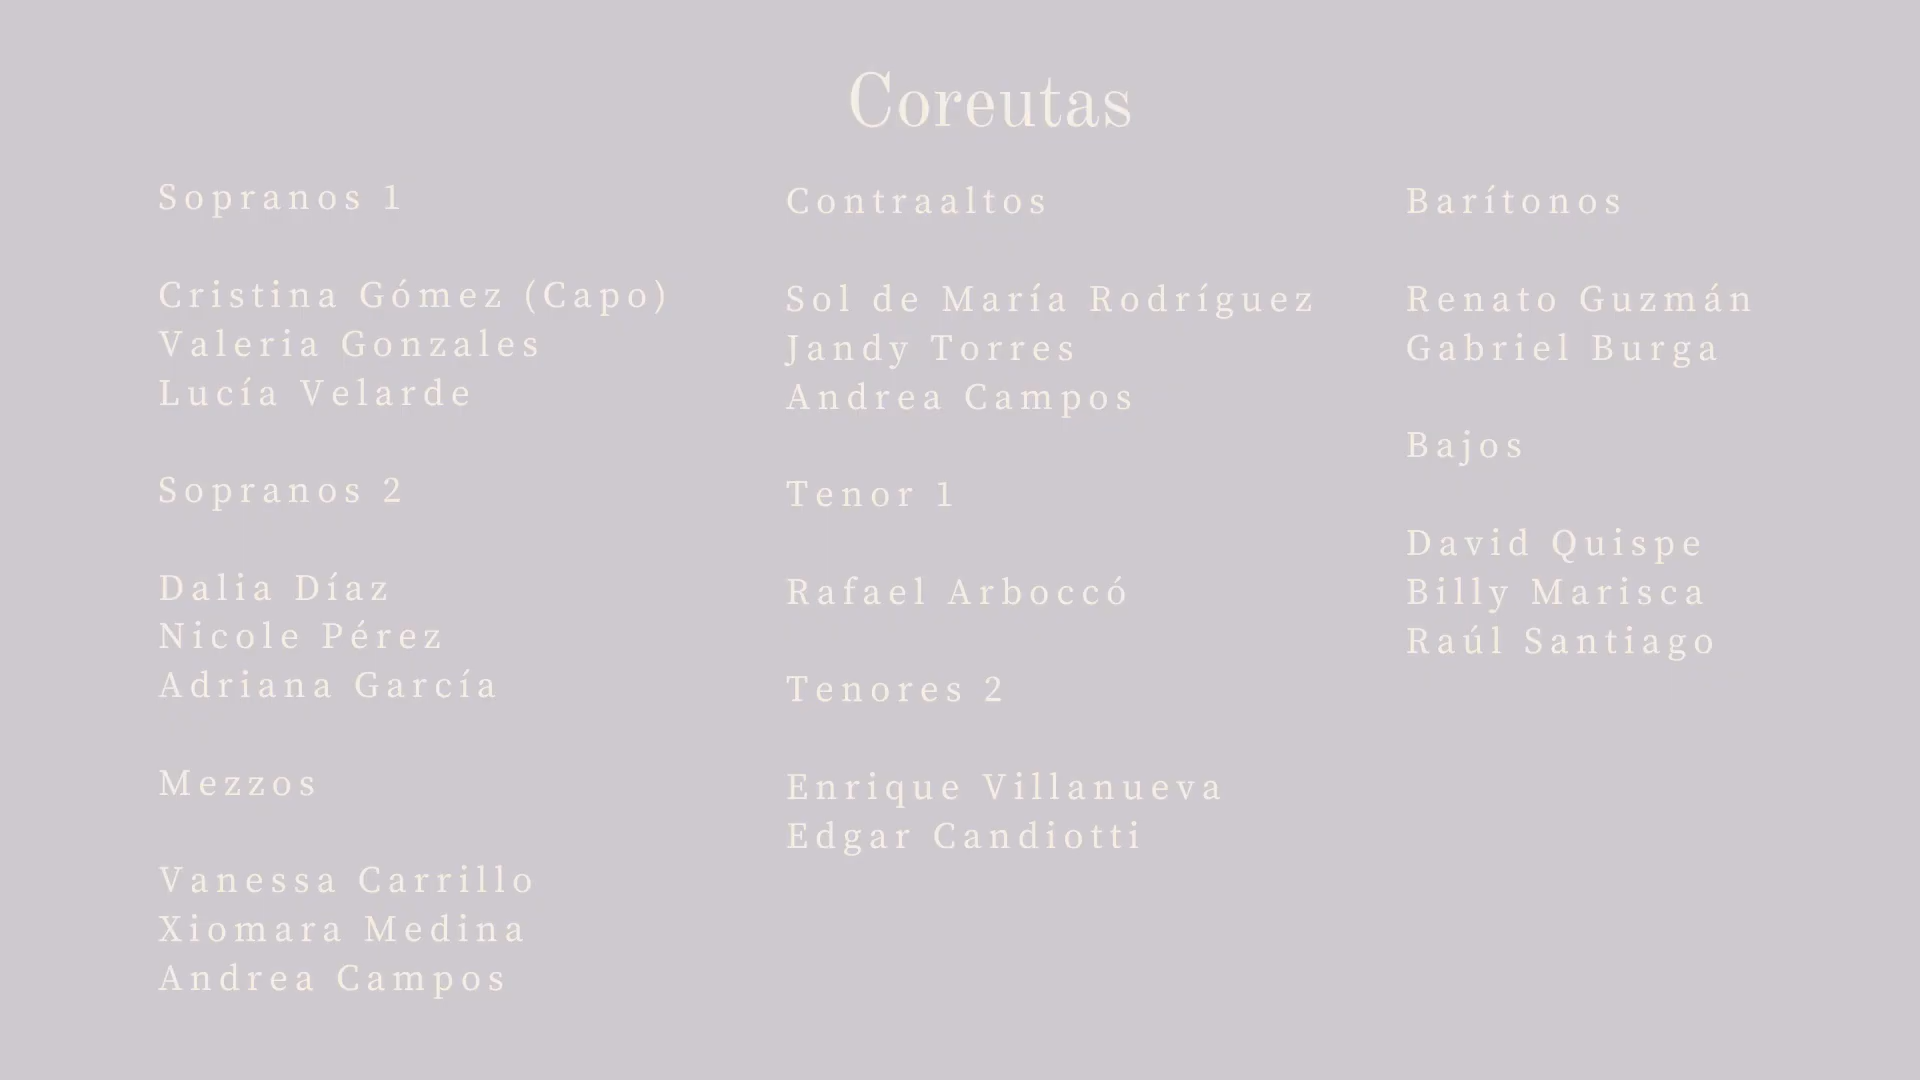 Coreutas
Sopranos 1
Cristina Gómez (Capo)
Valeria Gonzales
Lucía Velarde
Sopranos 2
Dalia Díaz
Nicole Pérez
Adriana García
Mezzos
Vanessa Carrillo
Xiomara Medina
Andrea Campos
Contraaltos
Sol de María Rodríguez
Jandy Torres
Andrea Campos
Tenor 1
Rafael Arboccó
Tenores 2
Enrique Villanueva
Edgar Candiotti
Barítonos
Renato Guzmán
Gabriel Burga
Bajos
David Quispe
Billy Marisca
Raúl Santiago